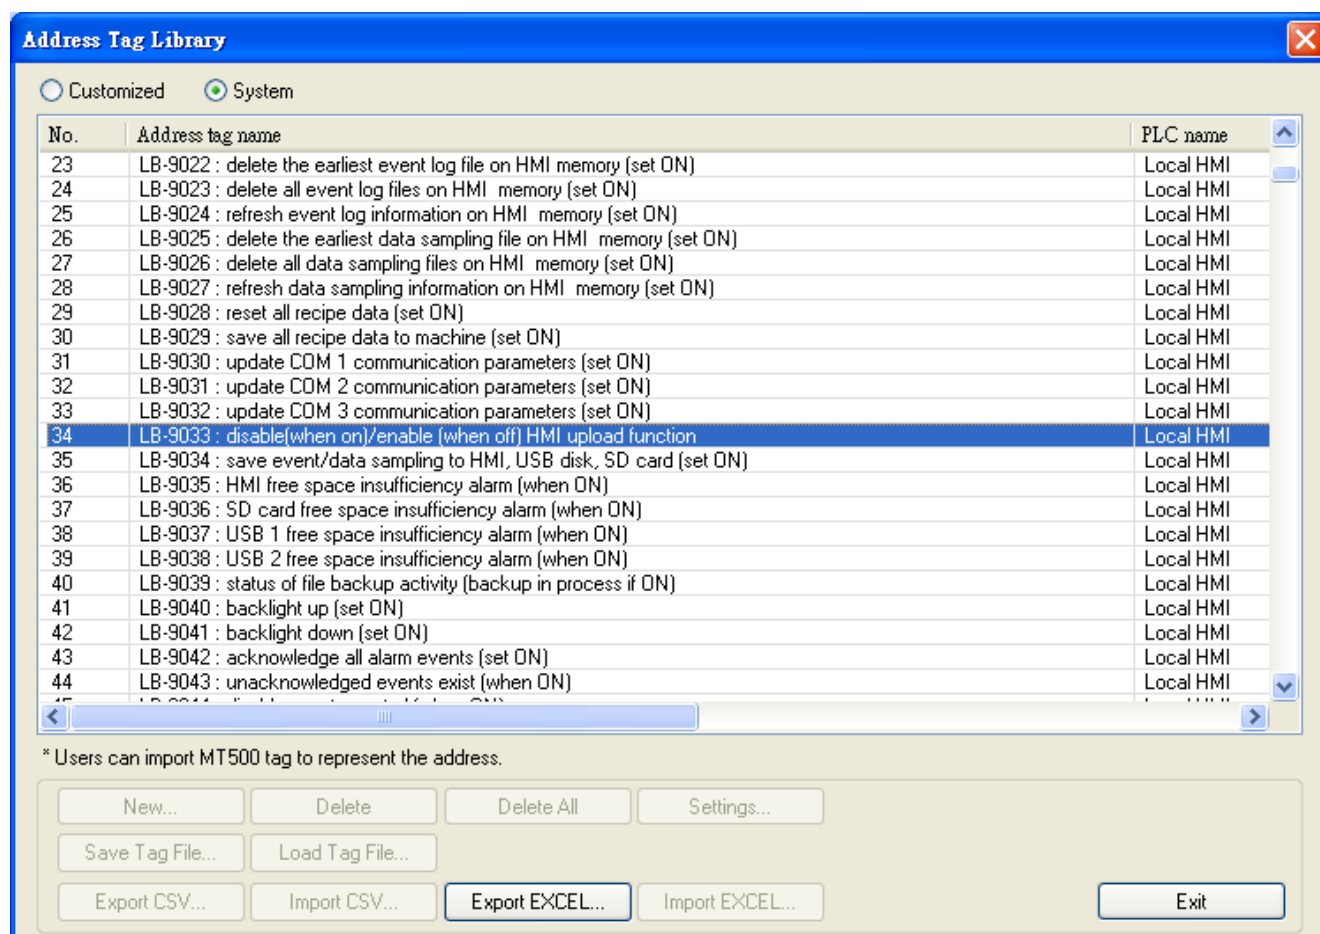 Address Tag Library
Customized System
No. Address tag name PLC name
23 LB-9022 : delete the earliest event log file on HMI memory (set ON) Local HMI
24 LB-9023 : delete all event log files on HMI memory (set ON) Local HMI
25 LB-9024 : refresh event log information on HMI memory (set ON) Local HMI
26 LB-9025 : delete the earliest data sampling file on HMI memory (set ON) Local HMI
27 LB-9026 : delete all data sampling files on HMI memory (set ON) Local HMI
28 LB-9027 : refresh data sampling information on HMI memory (set ON) Local HMI
29 LB-9028 : reset all recipe data (set ON) Local HMI
30 LB-9029 : save all recipe data to machine (set ON) Local HMI
31 LB-9030 : update COM 1 communication parameters (set ON) Local HMI
32 LB-9031 : update COM 2 communication parameters (set ON) Local HMI
33 LB-9032 : update COM 3 communication parameters (set ON) Local HMI
34 LB-9033 : disable(when on)/enable (when off) HMI upload function Local HMI
35 LB-9034 : save event/data sampling to HMI, USB disk, SD card (set ON) Local HMI
36 LB-9035 : HMI free space insufficiency alarm (when ON) Local HMI
37 LB-9036 : SD card free space insufficiency alarm (when ON) Local HMI
38 LB-9037 : USB 1 free space insufficiency alarm (when ON) Local HMI
39 LB-9038 : USB 2 free space insufficiency alarm (when ON) Local HMI
40 LB-9039 : status of file backup activity (backup in process if ON) Local HMI
41 LB-9040 : backlight up (set ON) Local HMI
42 LB-9041 : backlight down (set ON) Local HMI
43 LB-9042 : acknowledge all alarm events (set ON) Local HMI
44 LB-9043 : unacknowledged events exist (when ON) Local HMI
* Users can import MT500 tag to represent the address.
New... Delete Delete All Settings...
Save Tag File... Load Tag File...
Export CSV... Import CSV... Export EXCEL... Import EXCEL... Exit